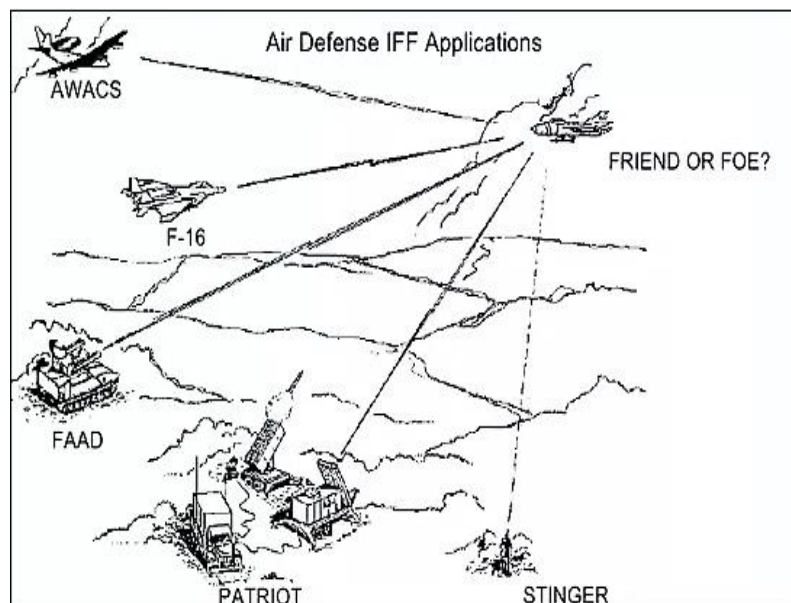 Air Defense IFF Applications
AWACS
FRIEND OR FOE?
F-16
FAAD
PATRIOT
STINGER